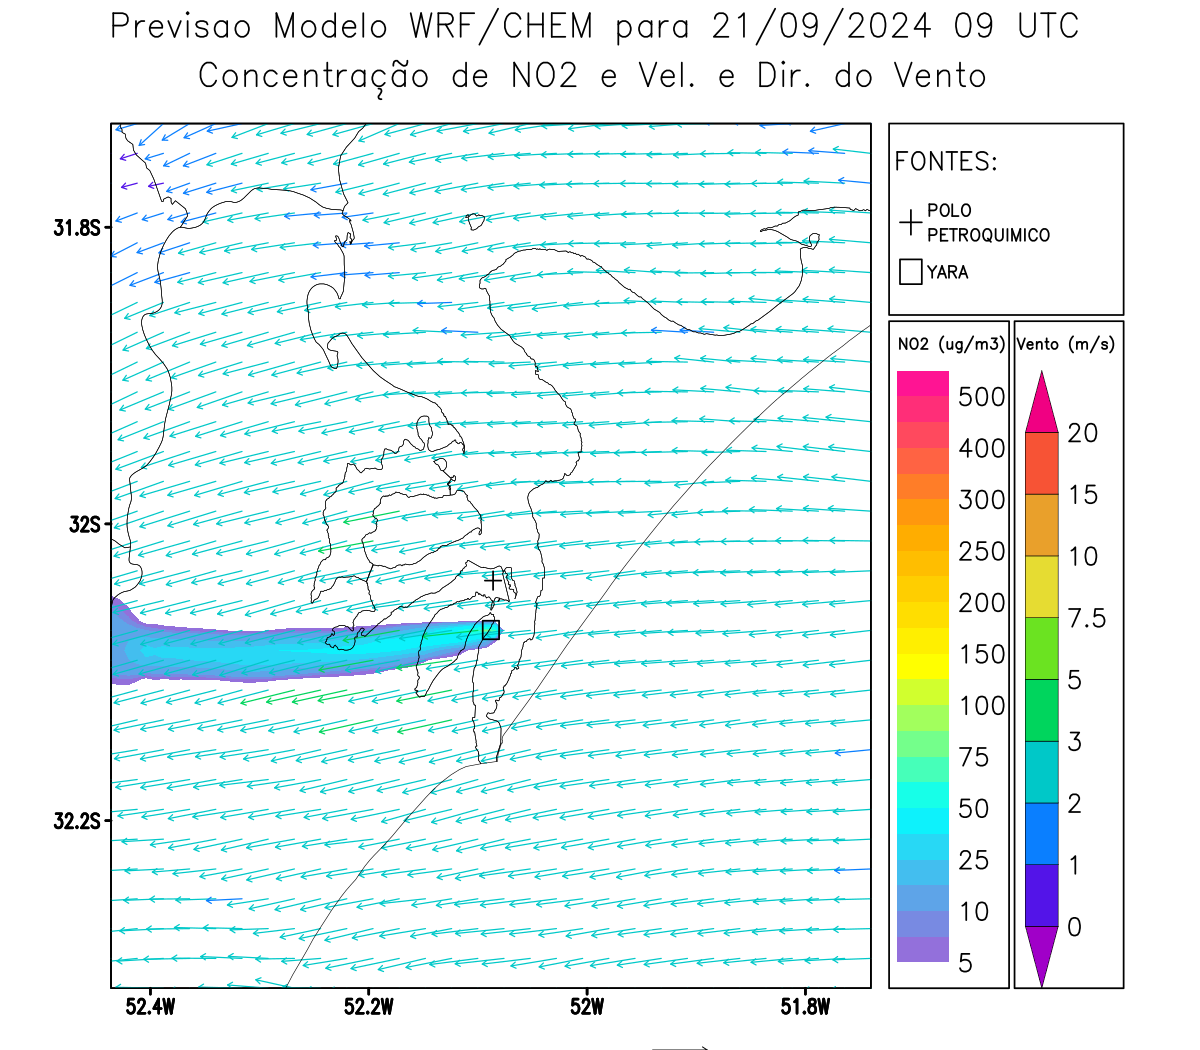 Previsao Modelo WRF/CHEM para 21/09/2024 09 UTC
Concentração de NO2 e Vel. e Dir. do Vento
FONTES:
POLO
PETROQUIMICO
YARA
NO2 (ug/m3)
500
400
300
250
200
150
100
75
50
25
10
5
Vento (m/s)
20
15
10
7.5
5
3
2
1
0
31.8S
32S
32.2S
52.4W 52.2W 52W 51.8W